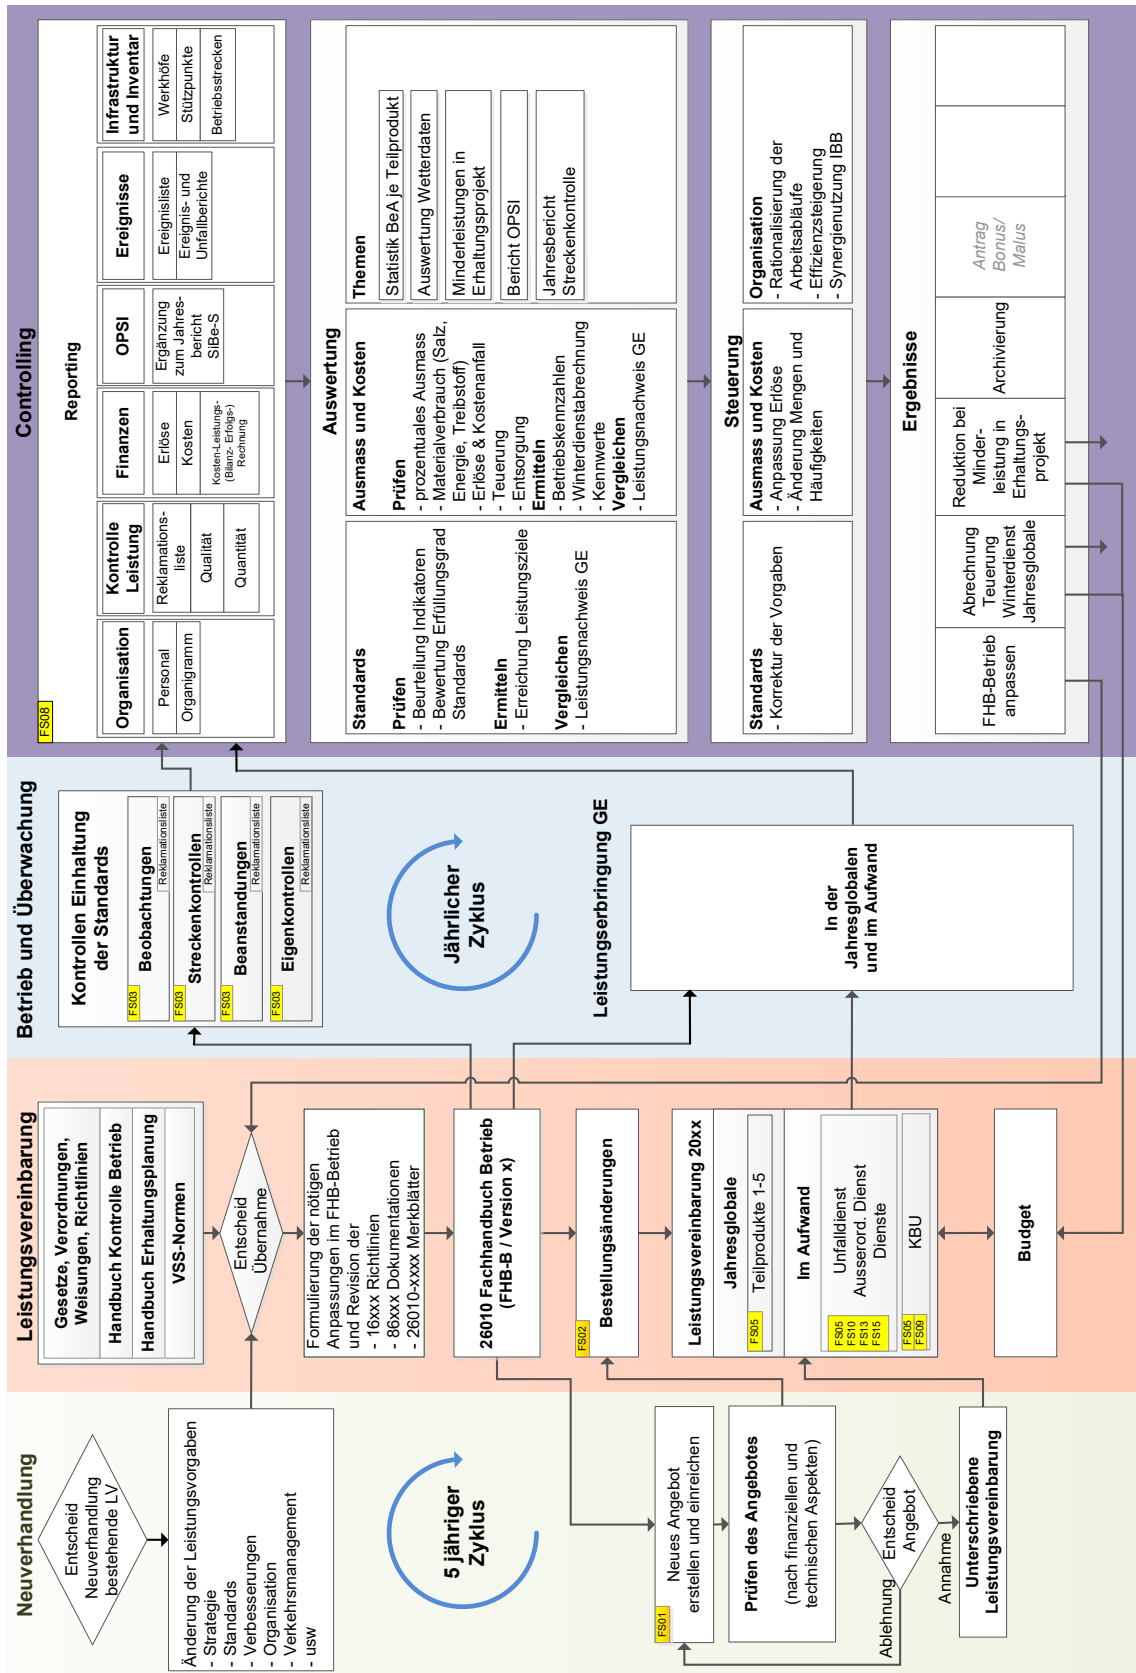 Neuverhandlung
Entscheid
Neuverhandlung
bestehende LV
Änderung der Leistungsvorgaben
- Strategie
- Standards
- Verbesserungen
- Organisation
- Verkehrsmanagement
- usw
5 jähriger
Zyklus
FS01
Neues Angebot
erstellen und einreichen
Prüfen des Angebotes
(nach finanziellen und
technischen Aspekten)
Entscheid
Angebot
Ablehnung
Annahme
Unterschriebene
Leistungsvereinbarung
Leistungsvereinbarung
Gesetze, Verordnungen,
Weisungen, Richtlinien
Handbuch Kontrolle Betrieb
Handbuch Erhaltungsplanung
VSS-Normen
Entscheid
Übernahme
Formulierung der nötigen
Anpassungen im FHB-Betrieb
und Revision der
- 16xxx Richtlinien
- 86xxx Dokumentationen
- 26010-xxxx Merkblätter
26010 Fachhandbuch Betrieb
(FHB-B / Version x)
FS02
Bestellungsänderungen
Leistungsvereinbarung 20xx
Jahresglobale
FS05
Teilprodukte 1-5
Im Aufwand
FS05
FS10
FS13
FS15
Unfalldienst
Ausserord. Dienst
Dienste
FS05
FS09
KBU
Budget
Betrieb und Überwachung
Kontrollen Einhaltung
der Standards
FS03
Beobachtungen
Reklamationsliste
FS03
Streckenkontrollen
Reklamationsliste
FS03
Beanstandungen
Reklamationsliste
FS03
Eigenkontrollen
Reklamationsliste
Jährlicher
Zyklus
Leistungserbringung GE
In der
Jahresglobalen
und im Aufwand
Controlling
FS08
Reporting
Organisation
Personal
Organigramm
Kontrolle
Leistung
Reklamations-
liste
Qualität
Quantität
Finanzen
Erlöse
Kosten
Kosten-Leistungs-
(Bilanz- Erfolgs-)
Rechnung
OPSI
Ergänzung
zum Jahres-
bericht
SiBe-S
Ereignisse
Ereignisliste
Ereignis- und
Unfallberichte
Infrastruktur
und Inventar
Werkhöfe
Stützpunkte
Betriebsstrecken
Auswertung
Standards
Prüfen
- Beurteilung Indikatoren
- Bewertung Erfüllungsgrad
Standards
Ermitteln
- Erreichung Leistungsziele
Vergleichen
- Leistungsnachweis GE
Ausmass und Kosten
Prüfen
- prozentuales Ausmass
- Materialverbrauch (Salz,
Energie, Treibstoff)
- Erlöse & Kostenanfall
- Teuerung
- Entsorgung
Ermitteln
- Betriebskennzahlen
- Winterdienstabrechnung
- Kennwerte
Vergleichen
- Leistungsnachweis GE
Themen
Statistik BeA je Teilprodukt
Auswertung Wetterdaten
Minderleistungen in
Erhaltungsprojekt
Bericht OPSI
Jahresbericht
Streckenkontrolle
Steuerung
Standards
- Korrektur der Vorgaben
Ausmass und Kosten
- Anpassung Erlöse
- Änderung Mengen und
Häufigkeiten
Organisation
- Rationalisierung der
Arbeitsabläufe
- Effizienzsteigerung
- Synergienutzung IBB
Ergebnisse
FHB-Betrieb
anpassen
Abrechnung
Teuerung
Winterdienst
Jahresglobale
Reduktion bei
Minder-
leistung in
Erhaltungs-
projekt
Archivierung
Antrag
Bonus/
Malus